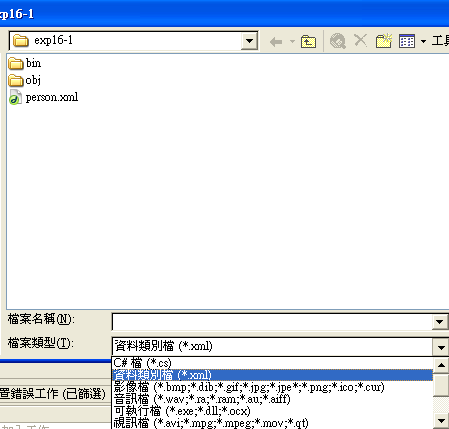 xp16-1
exp16-1
工具
bin
obj
person.xml
檔案名稱(N):
檔案類型(T):
資料類別檔 (*.xml)
C# 檔 (*.cs)
資料類別檔 (*.xml)
影像檔 (*.bmp;*.dib;*.gif;*.jpg;*.jpe*;*.png;*.ico;*.cur)
音訊檔 (*.wav;*.ra;*.ram;*.au;*.aiff)
可執行檔 (*.exe;*.dll;*.ocx)
視訊檔 (*.avi;*.mpg;*.mpeg;*.mov;*.qt)
置錯誤工作 (已篩選)